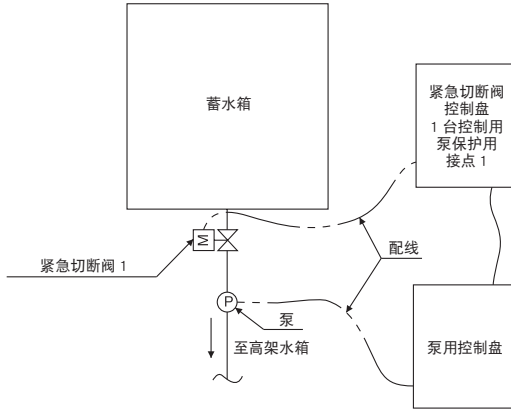 蓄水箱
紧急切断阀
控制盘
1 台控制用
泵保护用
接点 1
M
紧急切断阀 1
配线
P
泵
至高架水箱
泵用控制盘